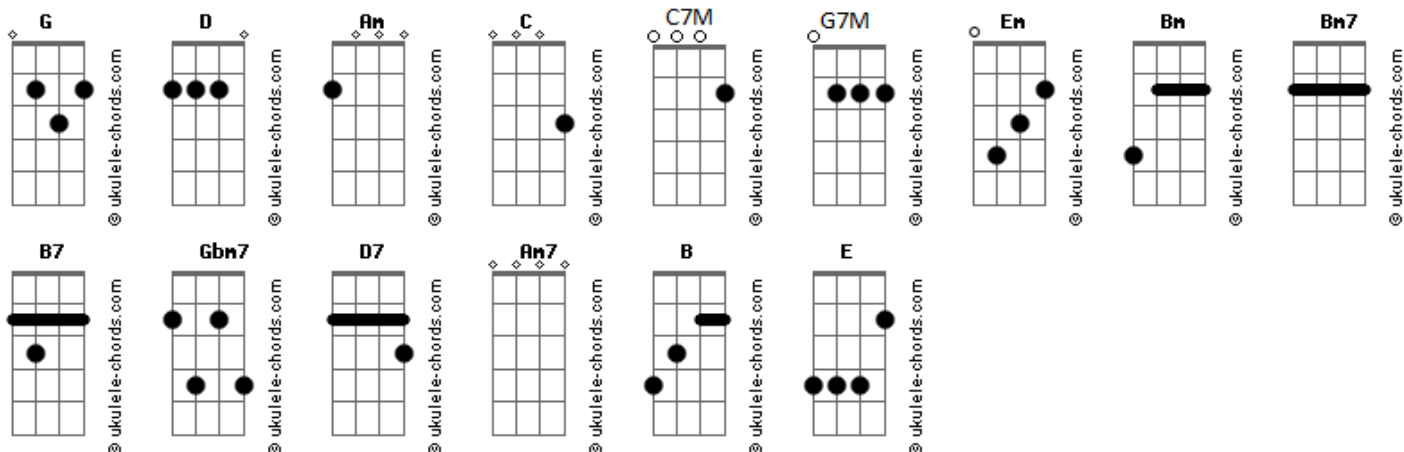 G D Am C C7M G7M Em Bm Bm7
© ukulele-chords.com © ukulele-chords.com © ukulele-chords.com © ukulele-chords.com © ukulele-chords.com © ukulele-chords.com © ukulele-chords.com © ukulele-chords.com © ukulele-chords.com
B7 Gbm7 D7 Am7 B E
© ukulele-chords.com © ukulele-chords.com © ukulele-chords.com © ukulele-chords.com © ukulele-chords.com © ukulele-chords.com